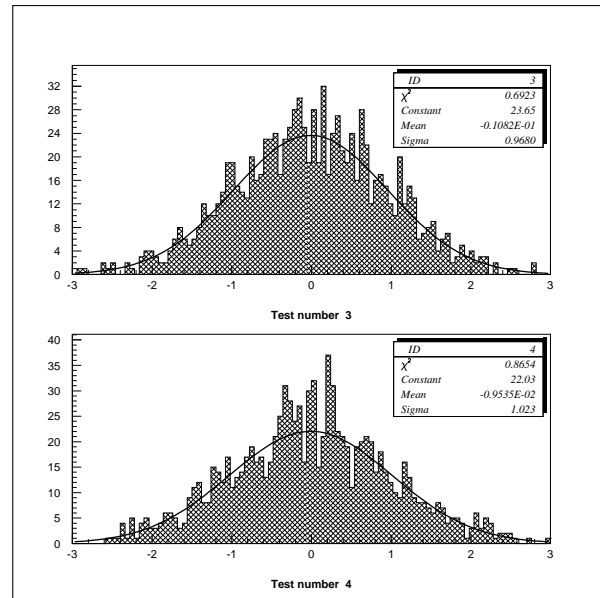 ID 3
χ² 0.6923
Constant 23.65
Mean -0.1082E-01
Sigma 0.9680
32
28
24
20
16
12
8
4
0
-3 -2 -1 0 1 2 3
Test number 3
ID 4
χ² 0.8654
Constant 22.03
Mean -0.9535E-02
Sigma 1.023
40
35
30
25
20
15
10
5
0
-3 -2 -1 0 1 2 3
Test number 4